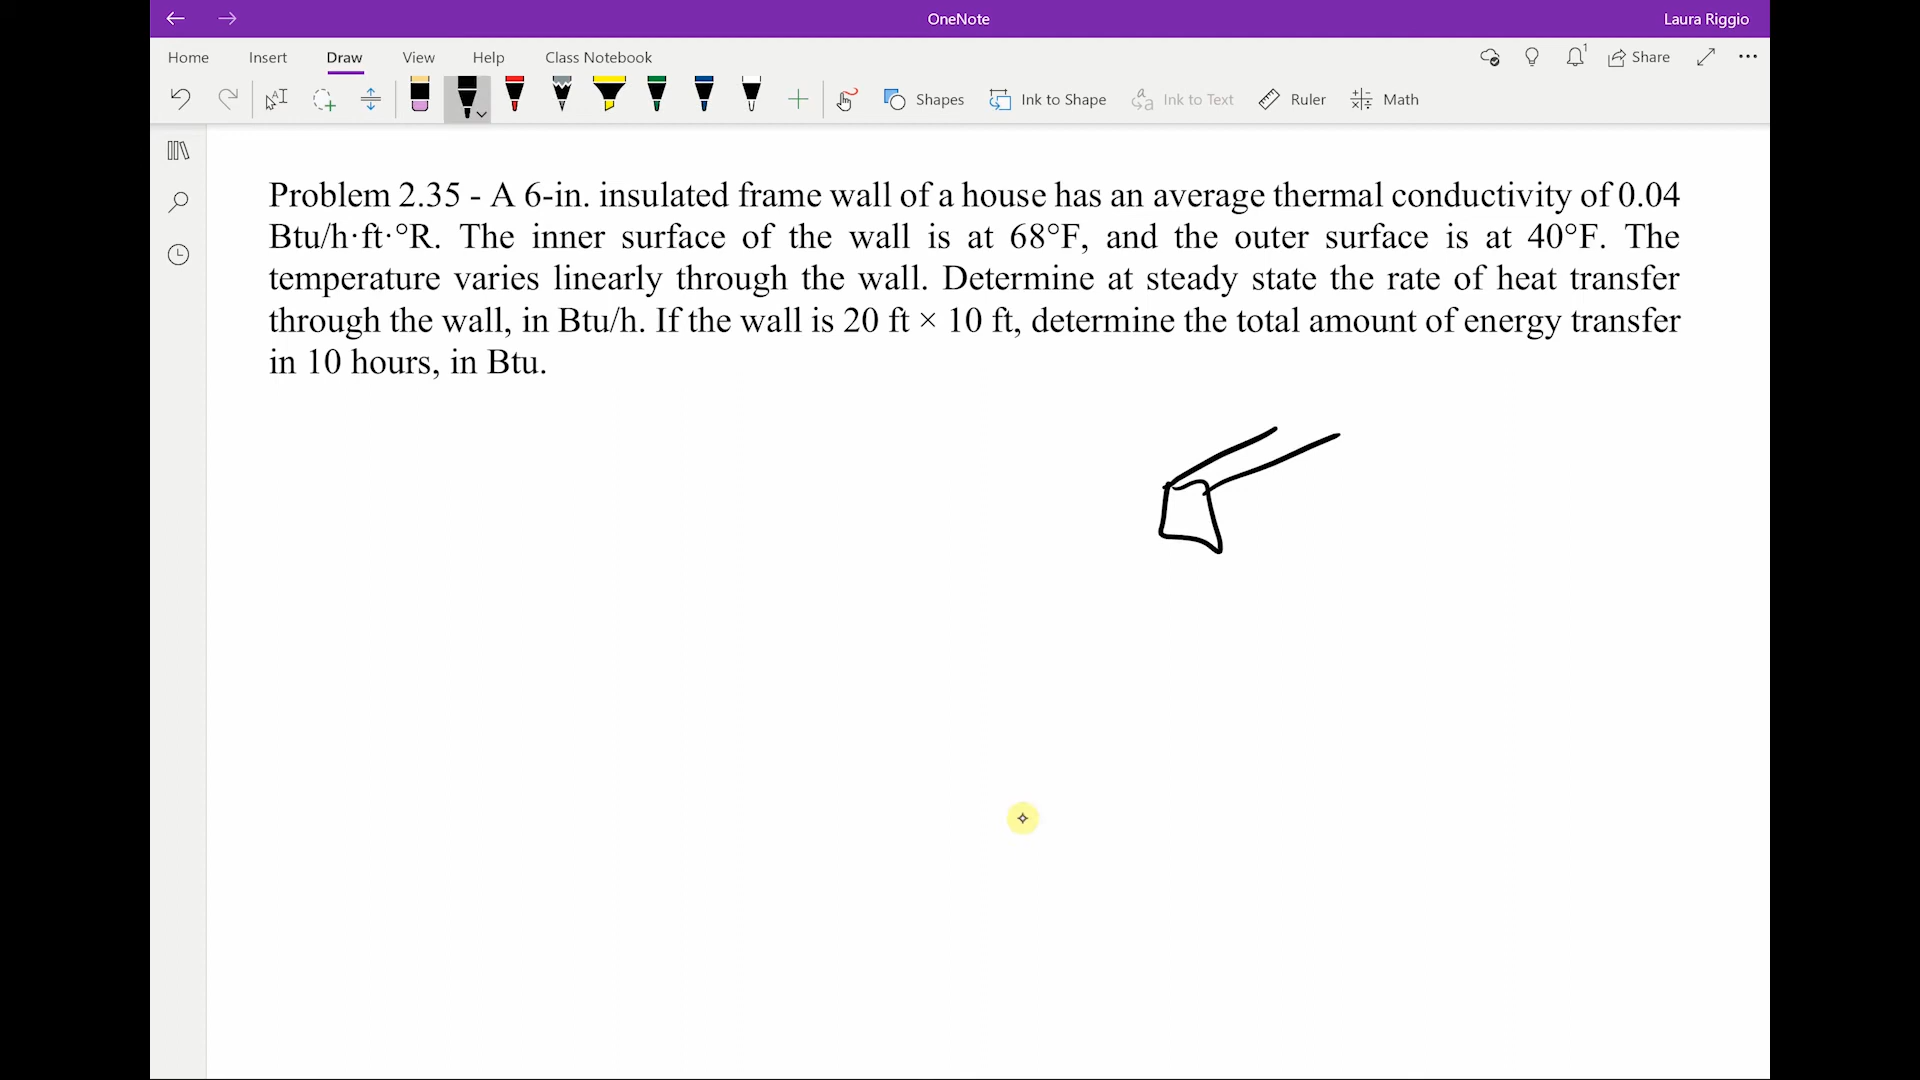 OneNote
Laura Riggio
Home Insert Draw View Help Class Notebook
1
Share
Shapes Ink to Shape Ink to Text Ruler Math
Problem 2.35 - A 6-in. insulated frame wall of a house has an average thermal conductivity of 0.04
Btu/h·ft·°R. The inner surface of the wall is at 68°F, and the outer surface is at 40°F. The
temperature varies linearly through the wall. Determine at steady state the rate of heat transfer
through the wall, in Btu/h. If the wall is 20 ft × 10 ft, determine the total amount of energy transfer
in 10 hours, in Btu.